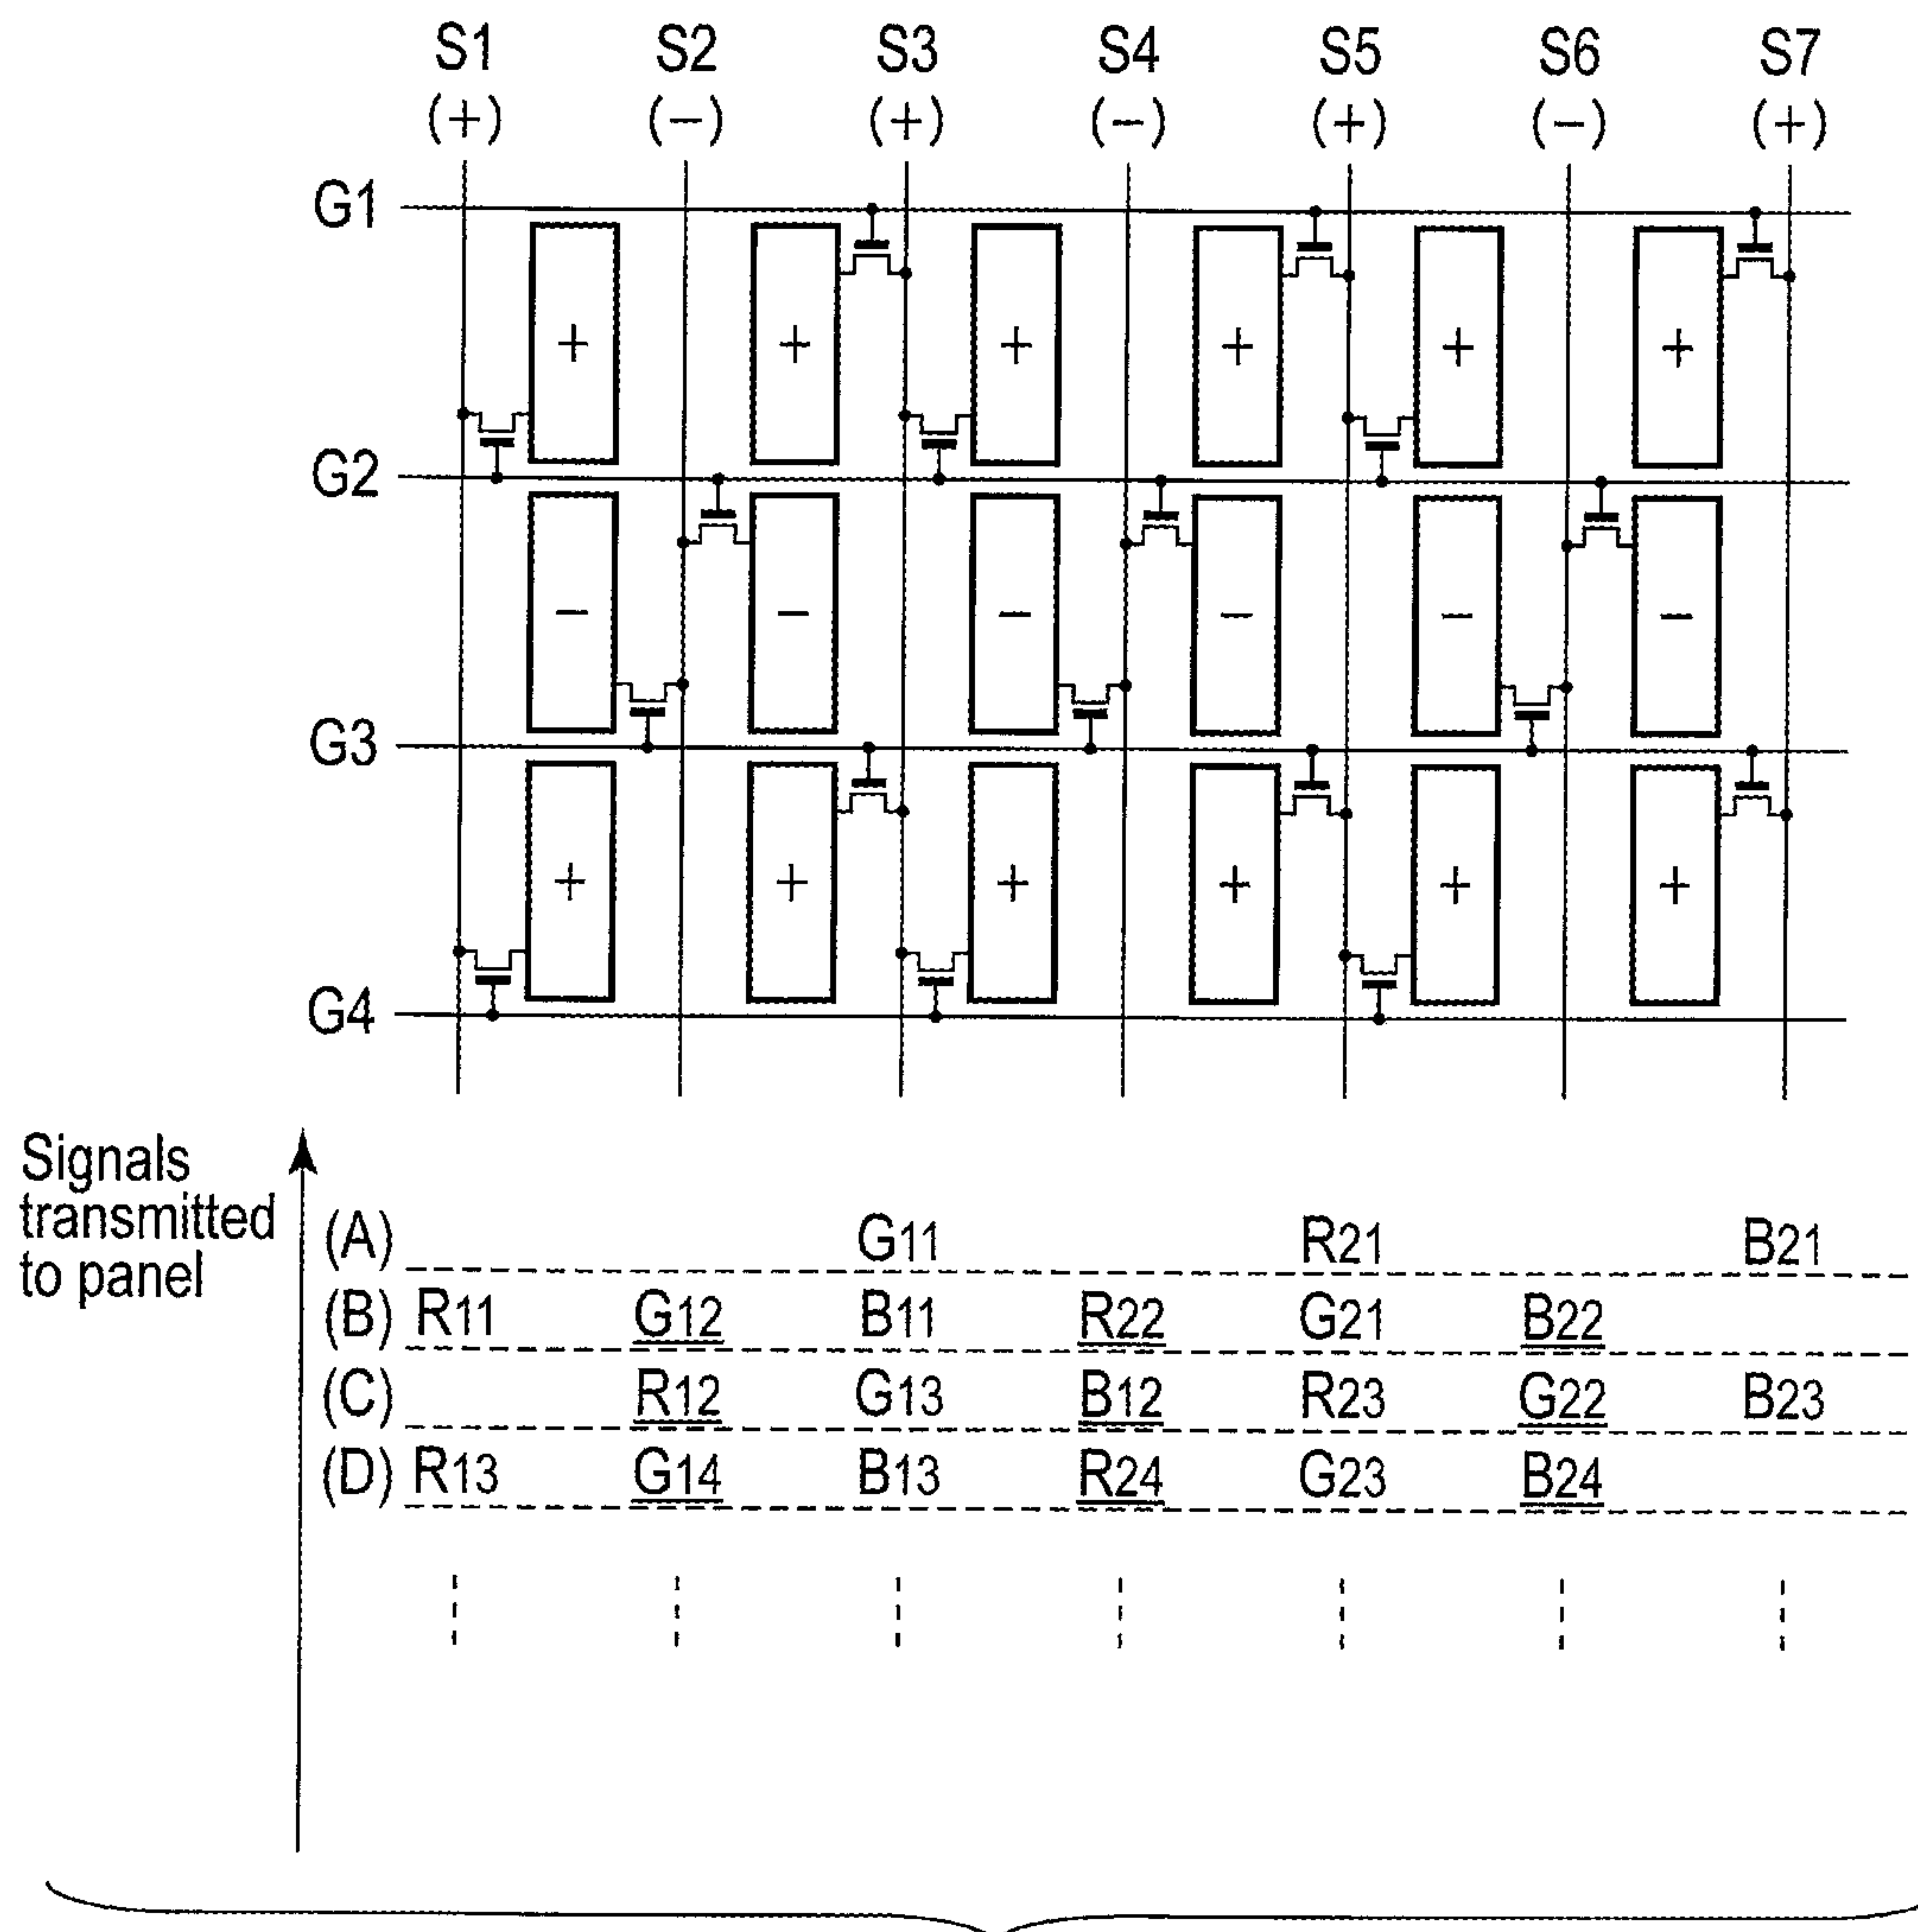 S1 S2 S3 S4 S5 S6 S7
(+) (−) (+) (−) (+) (−) (+)
G1
+ + + + + +
G2
− − − − − −
G3
+ + + + + +
G4
Signals
transmitted
to panel
(A) G11 R21 B21
(B) R11 G12 B11 R22 G21 B22
(C) R12 G13 B12 R23 G22 B23
(D) R13 G14 B13 R24 G23 B24